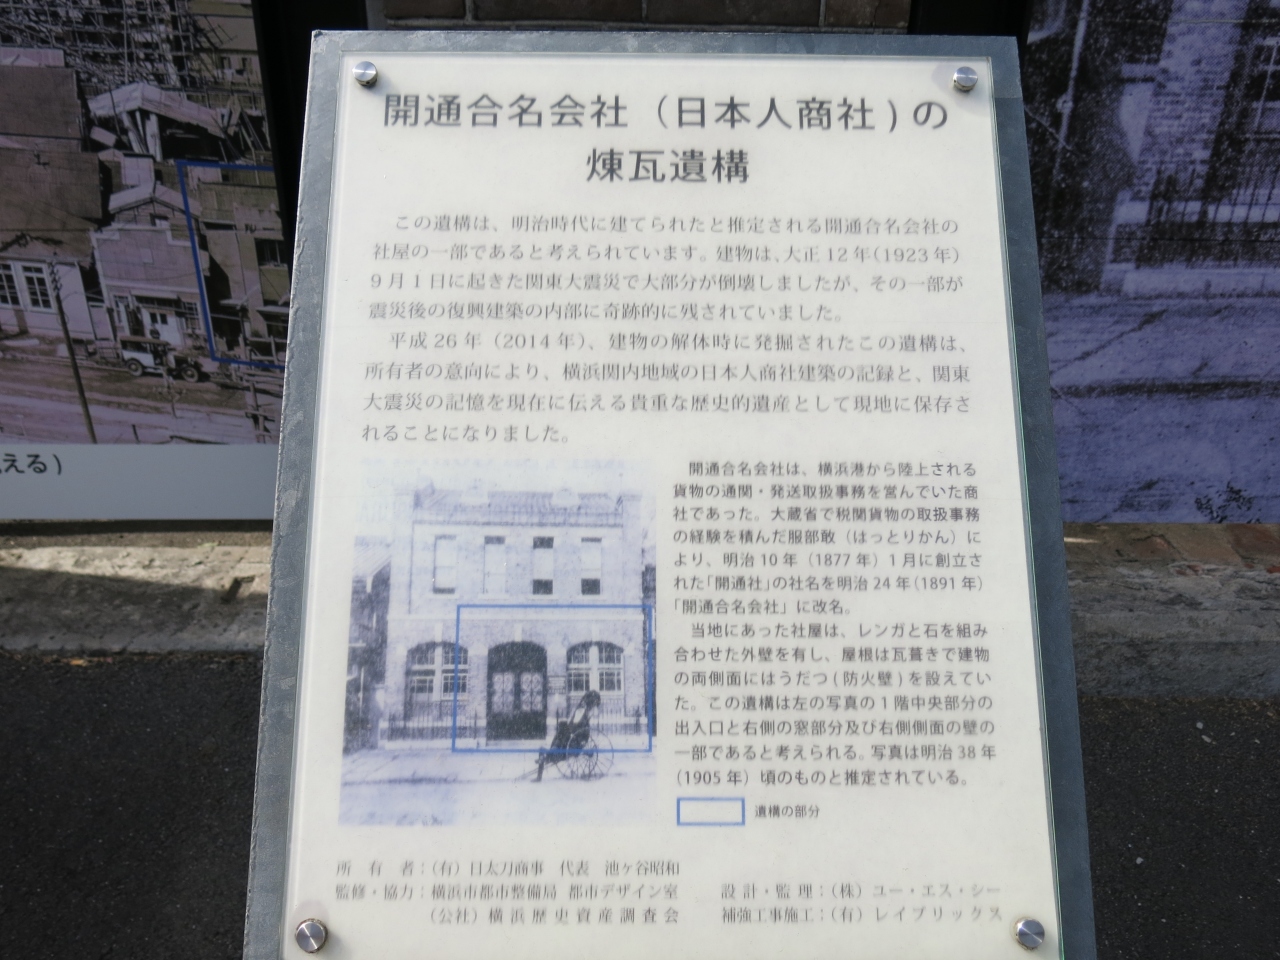 開通合名会社（日本人商社）の
煉瓦遺構
この遺構は、明治時代に建てられたと推定される開通合名会社の
社屋の一部であると考えられています。建物は、大正12年（1923年）
9月1日に起きた関東大震災で大部分が倒壊しましたが、その一部が
震災後の復興建築の内部に奇跡的に残されていました。
平成26年（2014年）、建物の解体時に発掘されたこの遺構は、
所有者の意向により、横浜関内地域の日本人商社建築の記録と、関東
大震災の記憶を現在に伝える貴重な歴史的遺産として現地に保存さ
れることになりました。
開通合名会社は、横浜港から陸上される
貨物の通関・発送取扱事務を営んでいた商
社であった。大蔵省で税関貨物の取扱事務
の経験を積んだ服部敢（はっとりかん）に
より、明治10年（1877年）1月に創立さ
れた「開通社」の社名を明治24年（1891年）
「開通合名会社」に改名。
当地にあった社屋は、レンガと石を組み
合わせた外壁を有し、屋根は瓦葺きで建物
の両側面にはうだつ（防火壁）を設えてい
た。この遺構は左の写真の1階中央部分の
出入口と右側の窓部分及び右側側面の壁の
一部であると考えられる。写真は明治38年
（1905年）頃のものと推定されている。
遺構の部分
所有者：（有）日太刀商事　代表　池ヶ谷昭和
監修・協力：横浜市都市整備局　都市デザイン室
（公社）横浜歴史資産調査会
設計・監理：（株）ユー・エス・シー
補強工事施工：（有）レイブリックス
える）